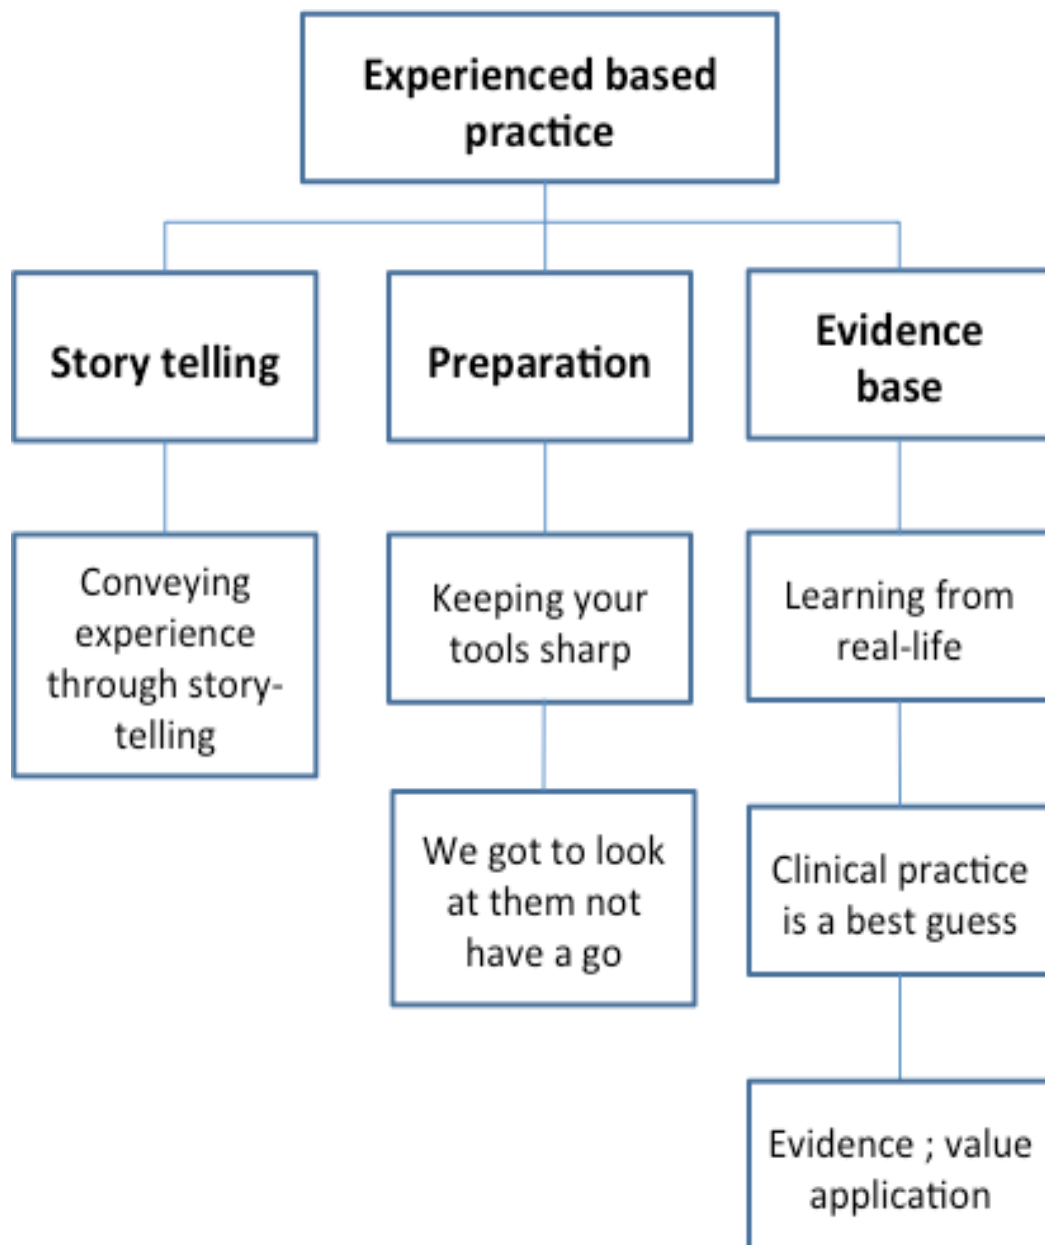 Experienced based
practice
Story telling
Preparation
Evidence
base
Conveying
experience
through story-
telling
Keeping your
tools sharp
Learning from
real-life
We got to look
at them not
have a go
Clinical practice
is a best guess
Evidence ; value
application